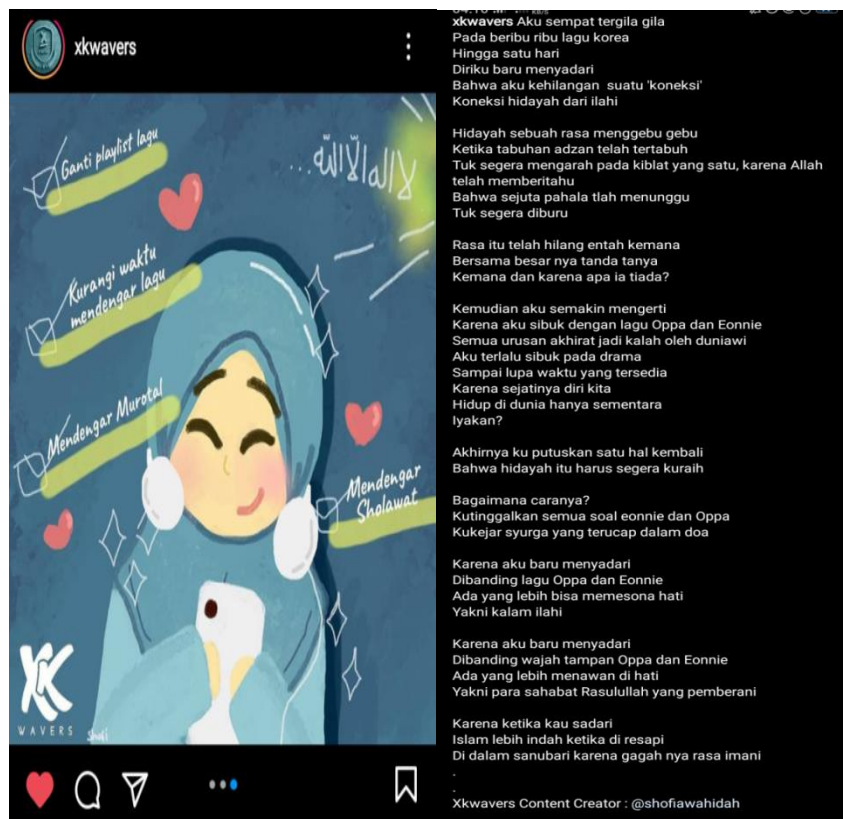 xkwavers
Ganti playlist lagu
لا اله الا الله...
Kurangi waktu
mendengar lagu
Mendengar Murotal
Mendengar
Sholawat
XK
WAVERS
Shofi
xkwavers Aku sempat tergila gila
Pada beribu ribu lagu korea
Hingga satu hari
Diriku baru menyadari
Bahwa aku kehilangan suatu 'koneksi'
Koneksi hidayah dari ilahi
Hidayah sebuah rasa menggebu gebu
Ketika tabuhan adzan telah tertabuh
Tuk segera mengarah pada kiblat yang satu, karena Allah
telah memberitahu
Bahwa sejuta pahala tlah menunggu
Tuk segera diburu
Rasa itu telah hilang entah kemana
Bersama besar nya tanda tanya
Kemana dan karena apa ia tiada?
Kemudian aku semakin mengerti
Karena aku sibuk dengan lagu Oppa dan Eonnie
Semua urusan akhirat jadi kalah oleh duniawi
Aku terlalu sibuk pada drama
Sampai lupa waktu yang tersedia
Karena sejatinya diri kita
Hidup di dunia hanya sementara
Iyakan?
Akhirnya ku putuskan satu hal kembali
Bahwa hidayah itu harus segera kuraih
Bagaimana caranya?
Kutinggalkan semua soal eonnie dan Oppa
Kukejar syurga yang terucap dalam doa
Karena aku baru menyadari
Dibanding lagu Oppa dan Eonnie
Ada yang lebih bisa memesona hati
Yakni kalam ilahi
Karena aku baru menyadari
Dibanding wajah tampan Oppa dan Eonnie
Ada yang lebih menawan di hati
Yakni para sahabat Rasulullah yang pemberani
Karena ketika kau sadari
Islam lebih indah ketika di resapi
Di dalam sanubari karena gagah nya rasa imani
.
.
Xkwavers Content Creator : @shofiawahidah